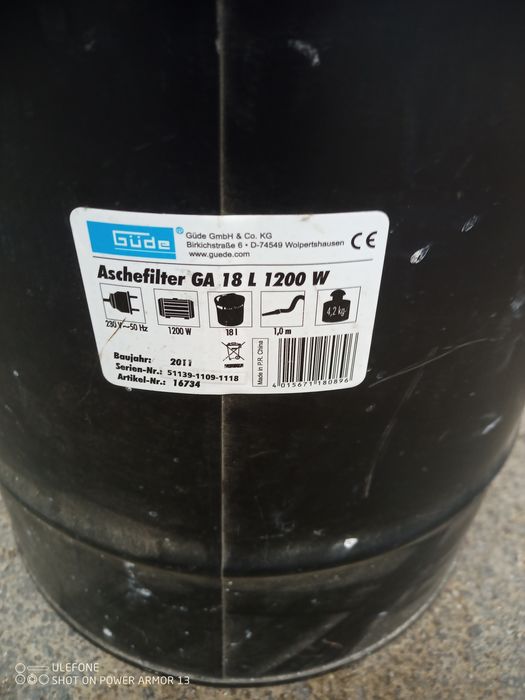 Güde ®
Güde GmbH & Co. KG
Birkichstraße 6 • D-74549 Wolpertshausen
www.guede.com
CE
Aschefilter GA 18 L 1200 W
230 V~50 Hz
1200 W
18 l
1,0 m
4,2 kg
Baujahr: 2011
Serien-Nr.: 51139-1109-1118
Artikel-Nr.: 16734
Made in P.R. China
4 015671 180896
ULEFONE
SHOT ON POWER ARMOR 13